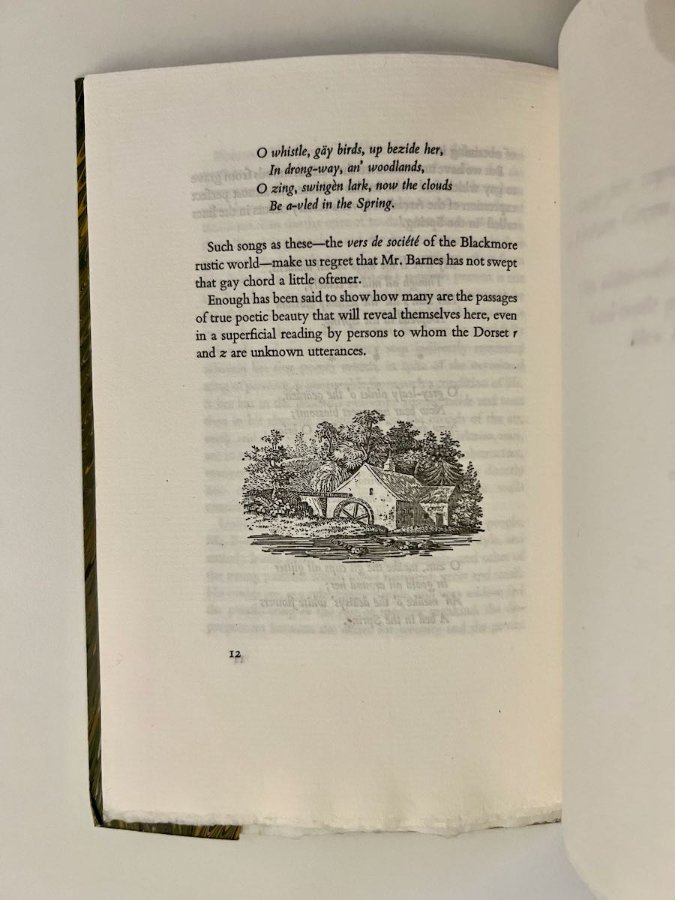 O whistle, gäy birds, up bezide her,
In drong-way, an' woodlands,
O zing, swingèn lark, now the clouds
Be a-vled in the Spring.
Such songs as these—the vers de société of the Blackmore
rustic world—make us regret that Mr. Barnes has not swept
that gay chord a little oftener.
Enough has been said to show how many are the passages
of true poetic beauty that will reveal themselves here, even
in a superficial reading by persons to whom the Dorset r
and z are unknown utterances.
12